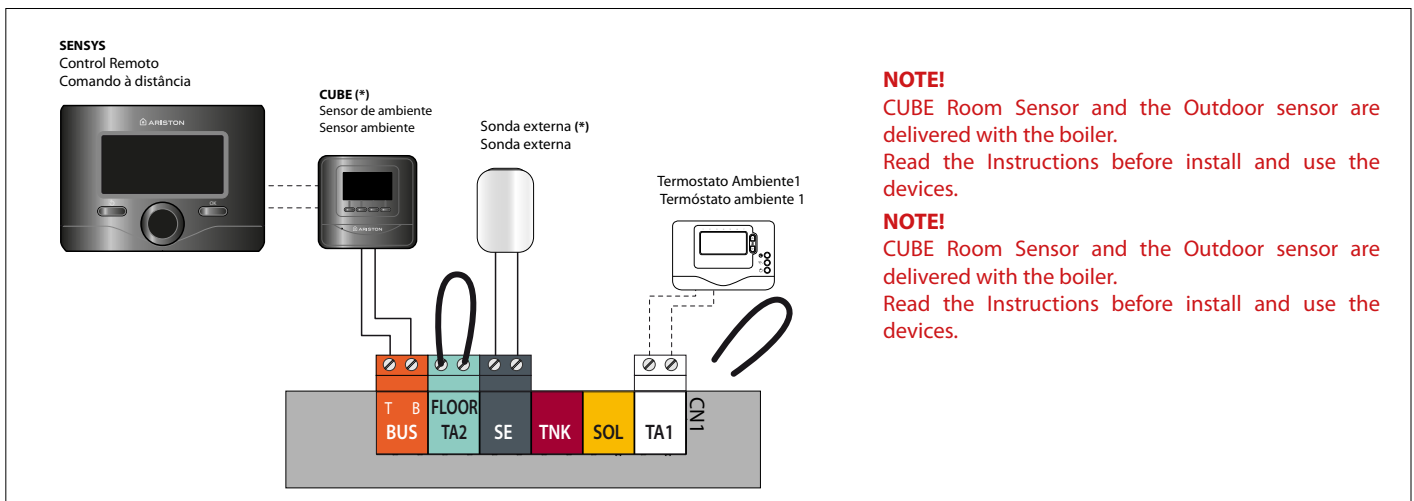 SENSYS
Control Remoto
Comando à distância
ARISTON
OK
CUBE (*)
Sensor de ambiente
Sensor ambiente
ARISTON
Sonda externa (*)
Sonda externa
Termostato Ambiente1
Termóstato ambiente 1
T B
BUS
FLOOR
TA2
SE
TNK
SOL
TA1
CN1
NOTE!
CUBE Room Sensor and the Outdoor sensor are
delivered with the boiler.
Read the Instructions before install and use the
devices.
NOTE!
CUBE Room Sensor and the Outdoor sensor are
delivered with the boiler.
Read the Instructions before install and use the
devices.